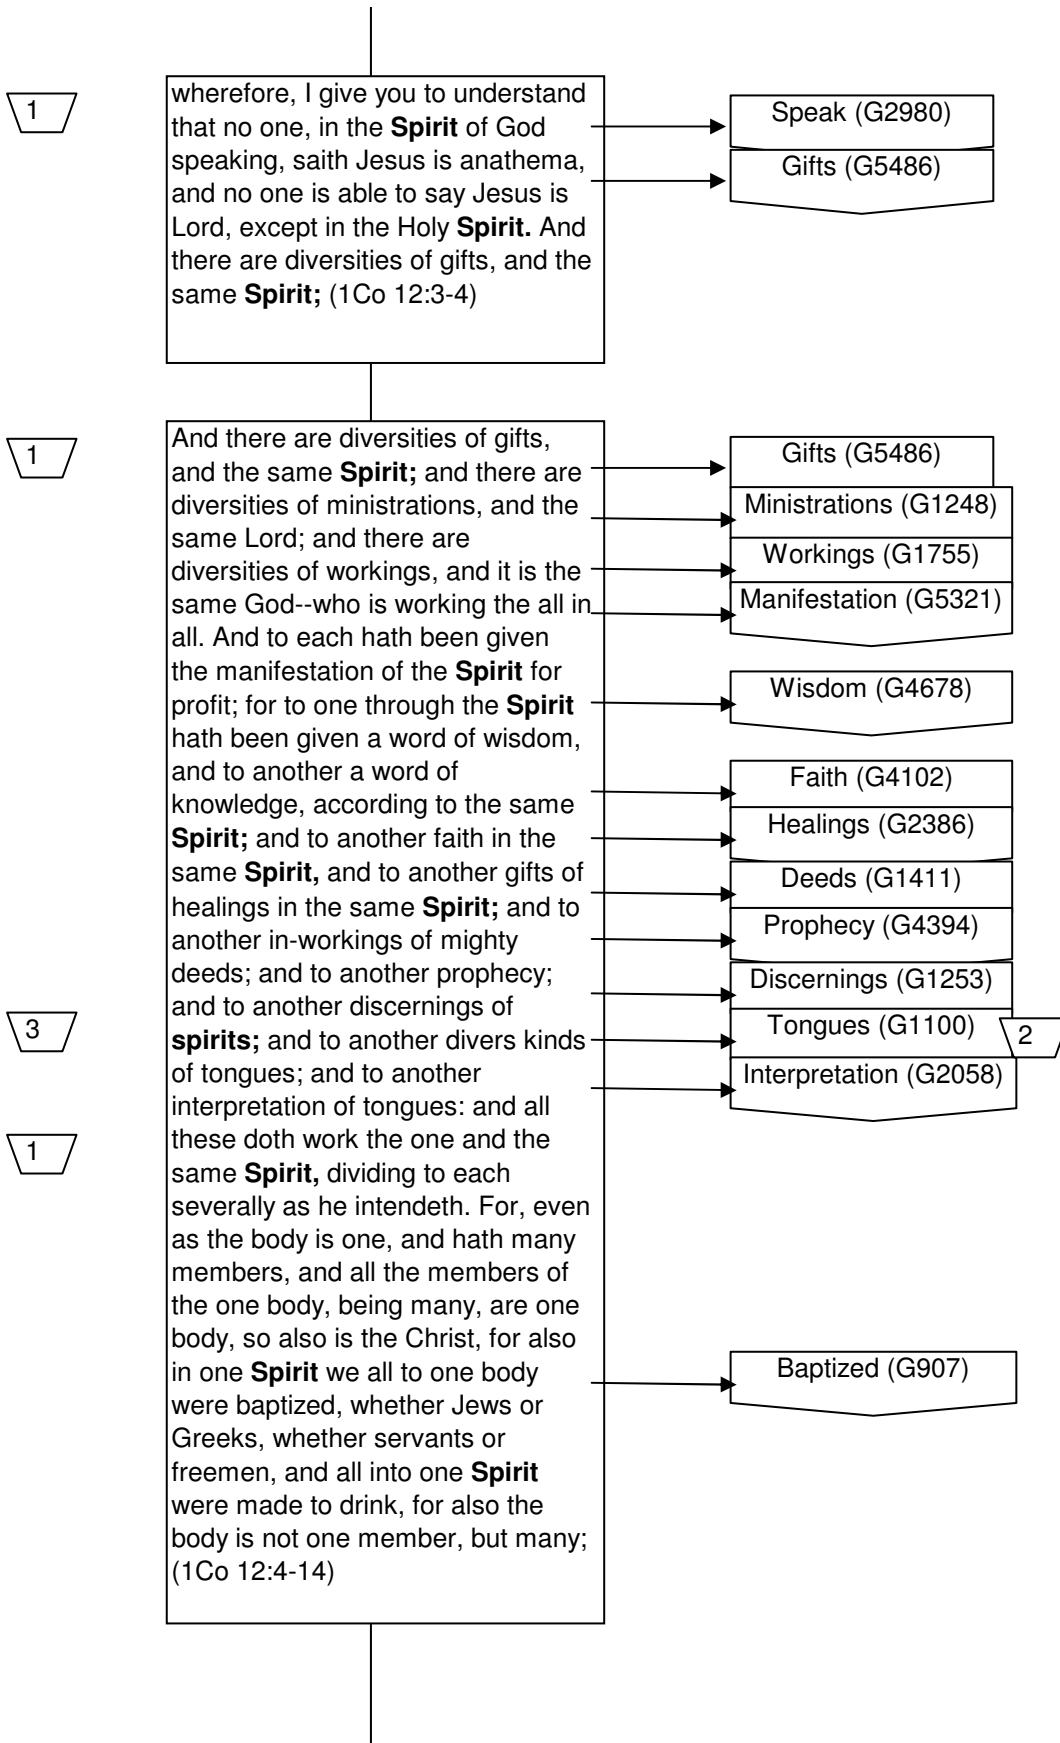 1
wherefore, I give you to understand
that no one, in the Spirit of God
speaking, saith Jesus is anathema,
and no one is able to say Jesus is
Lord, except in the Holy Spirit. And
there are diversities of gifts, and the
same Spirit; (1Co 12:3-4)
Speak (G2980)
Gifts (G5486)
1
And there are diversities of gifts,
and the same Spirit; and there are
diversities of ministrations, and the
same Lord; and there are
diversities of workings, and it is the
same God--who is working the all in
all. And to each hath been given
the manifestation of the Spirit for
profit; for to one through the Spirit
hath been given a word of wisdom,
and to another a word of
knowledge, according to the same
Spirit; and to another faith in the
same Spirit, and to another gifts of
healings in the same Spirit; and to
another in-workings of mighty
deeds; and to another prophecy;
and to another discernings of
spirits; and to another divers kinds
of tongues; and to another
interpretation of tongues: and all
these doth work the one and the
same Spirit, dividing to each
severally as he intendeth. For, even
as the body is one, and hath many
members, and all the members of
the one body, being many, are one
body, so also is the Christ, for also
in one Spirit we all to one body
were baptized, whether Jews or
Greeks, whether servants or
freemen, and all into one Spirit
were made to drink, for also the
body is not one member, but many;
(1Co 12:4-14)
Gifts (G5486)
Ministrations (G1248)
Workings (G1755)
Manifestation (G5321)
Wisdom (G4678)
Faith (G4102)
Healings (G2386)
Deeds (G1411)
Prophecy (G4394)
Discernings (G1253)
3
Tongues (G1100)
2
Interpretation (G2058)
1
Baptized (G907)